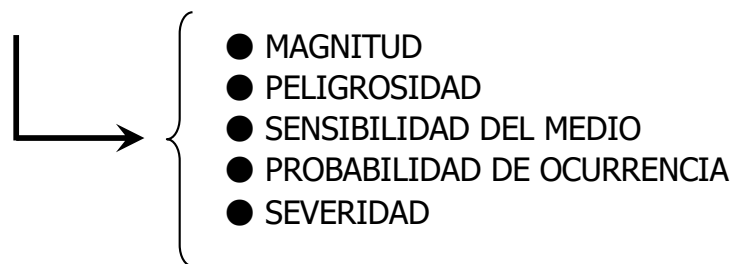 ● MAGNITUD
● PELIGROSIDAD
● SENSIBILIDAD DEL MEDIO
● PROBABILIDAD DE OCURRENCIA
● SEVERIDAD